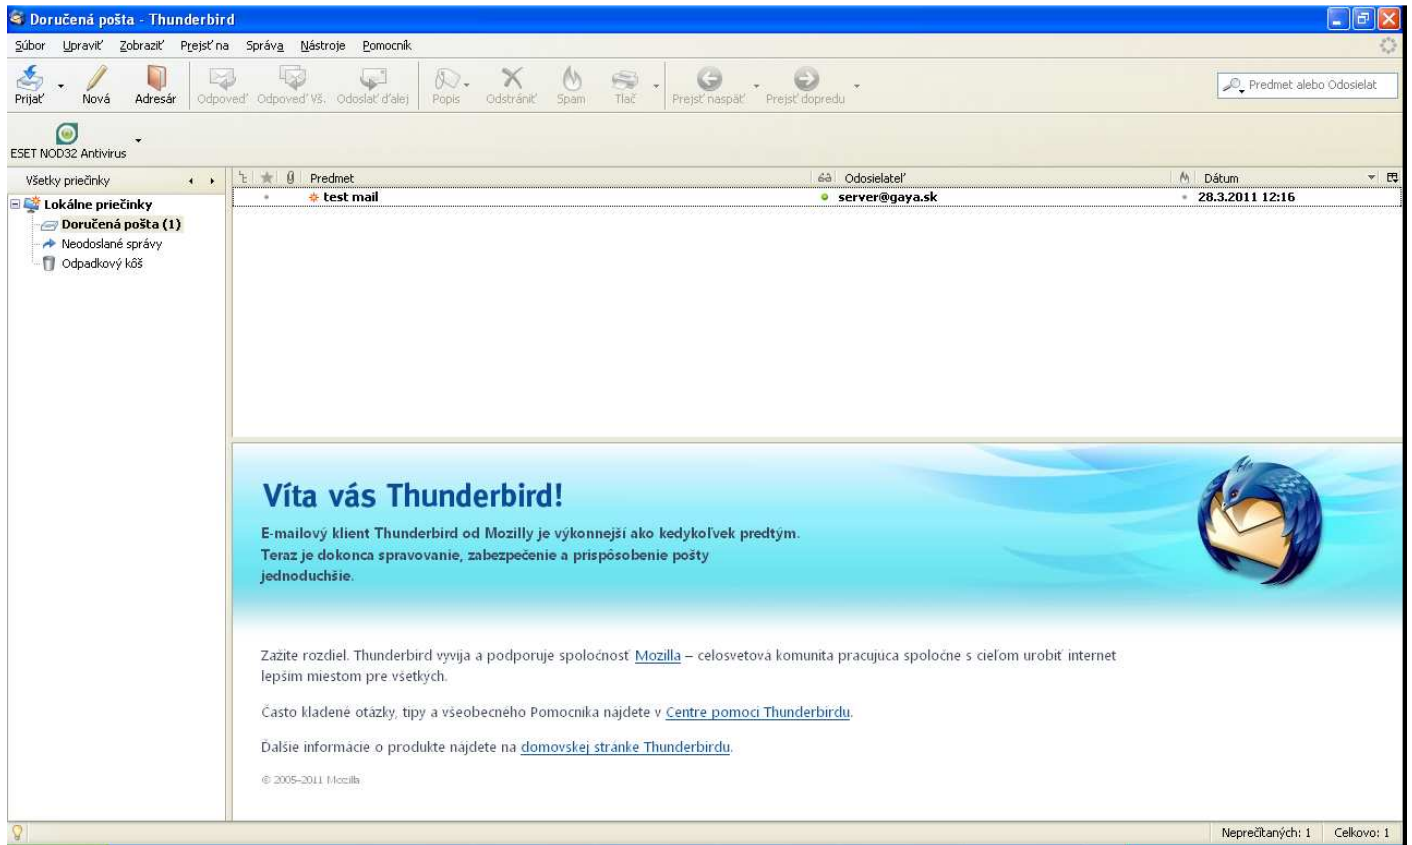 Doručená pošta - Thunderbird
Súbor Upraviť Zobraziť Prejsť na Správa Nástroje Pomocník
Prijať Nová Adresár Odpoveď Odpoveď Vš. Odoslať ďalej Popis Odstrániť Spam Tlač Prejsť naspäť Prejsť dopredu Predmet alebo Odosielat
ESET NOD32 Antivirus
Všetky priečinky Predmet Odosielateľ Dátum
test mail server@gaya.sk 28.3.2011 12:16
Lokálne priečinky
Doručená pošta (1)
Neodoslané správy
Odpadkový kôš
Víta vás Thunderbird!
E-mailový klient Thunderbird od Mozilly je výkonnejší ako kedykoľvek predtým.
Teraz je dokonca spravovanie, zabezpečenie a prispôsobenie pošty
jednoduchšie.
Zažite rozdiel. Thunderbird vyvíja a podporuje spoločnosť Mozilla – celosvetová komunita pracujúca spoločne s cieľom urobiť internet
lepším miestom pre všetkých.
Často kladené otázky, tipy a všeobecného Pomocníka nájdete v Centre pomoci Thunderbirdu.
Ďalšie informácie o produkte nájdete na domovskej stránke Thunderbirdu.
© 2005–2011 Mozilla
Neprečítaných: 1 Celkovo: 1